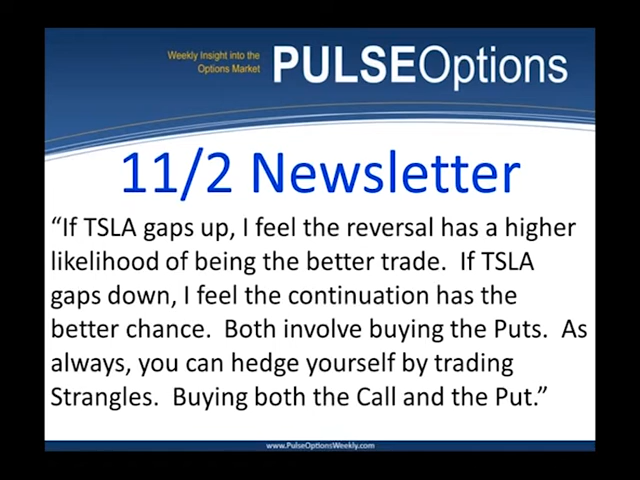 Weekly Insight into the
Options Market
PULSEOptions
11/2 Newsletter
“If TSLA gaps up, I feel the reversal has a higher
likelihood of being the better trade.  If TSLA
gaps down, I feel the continuation has the
better chance.  Both involve buying the Puts.  As
always, you can hedge yourself by trading
Strangles.  Buying both the Call and the Put.”
www.PulseOptionsWeekly.com